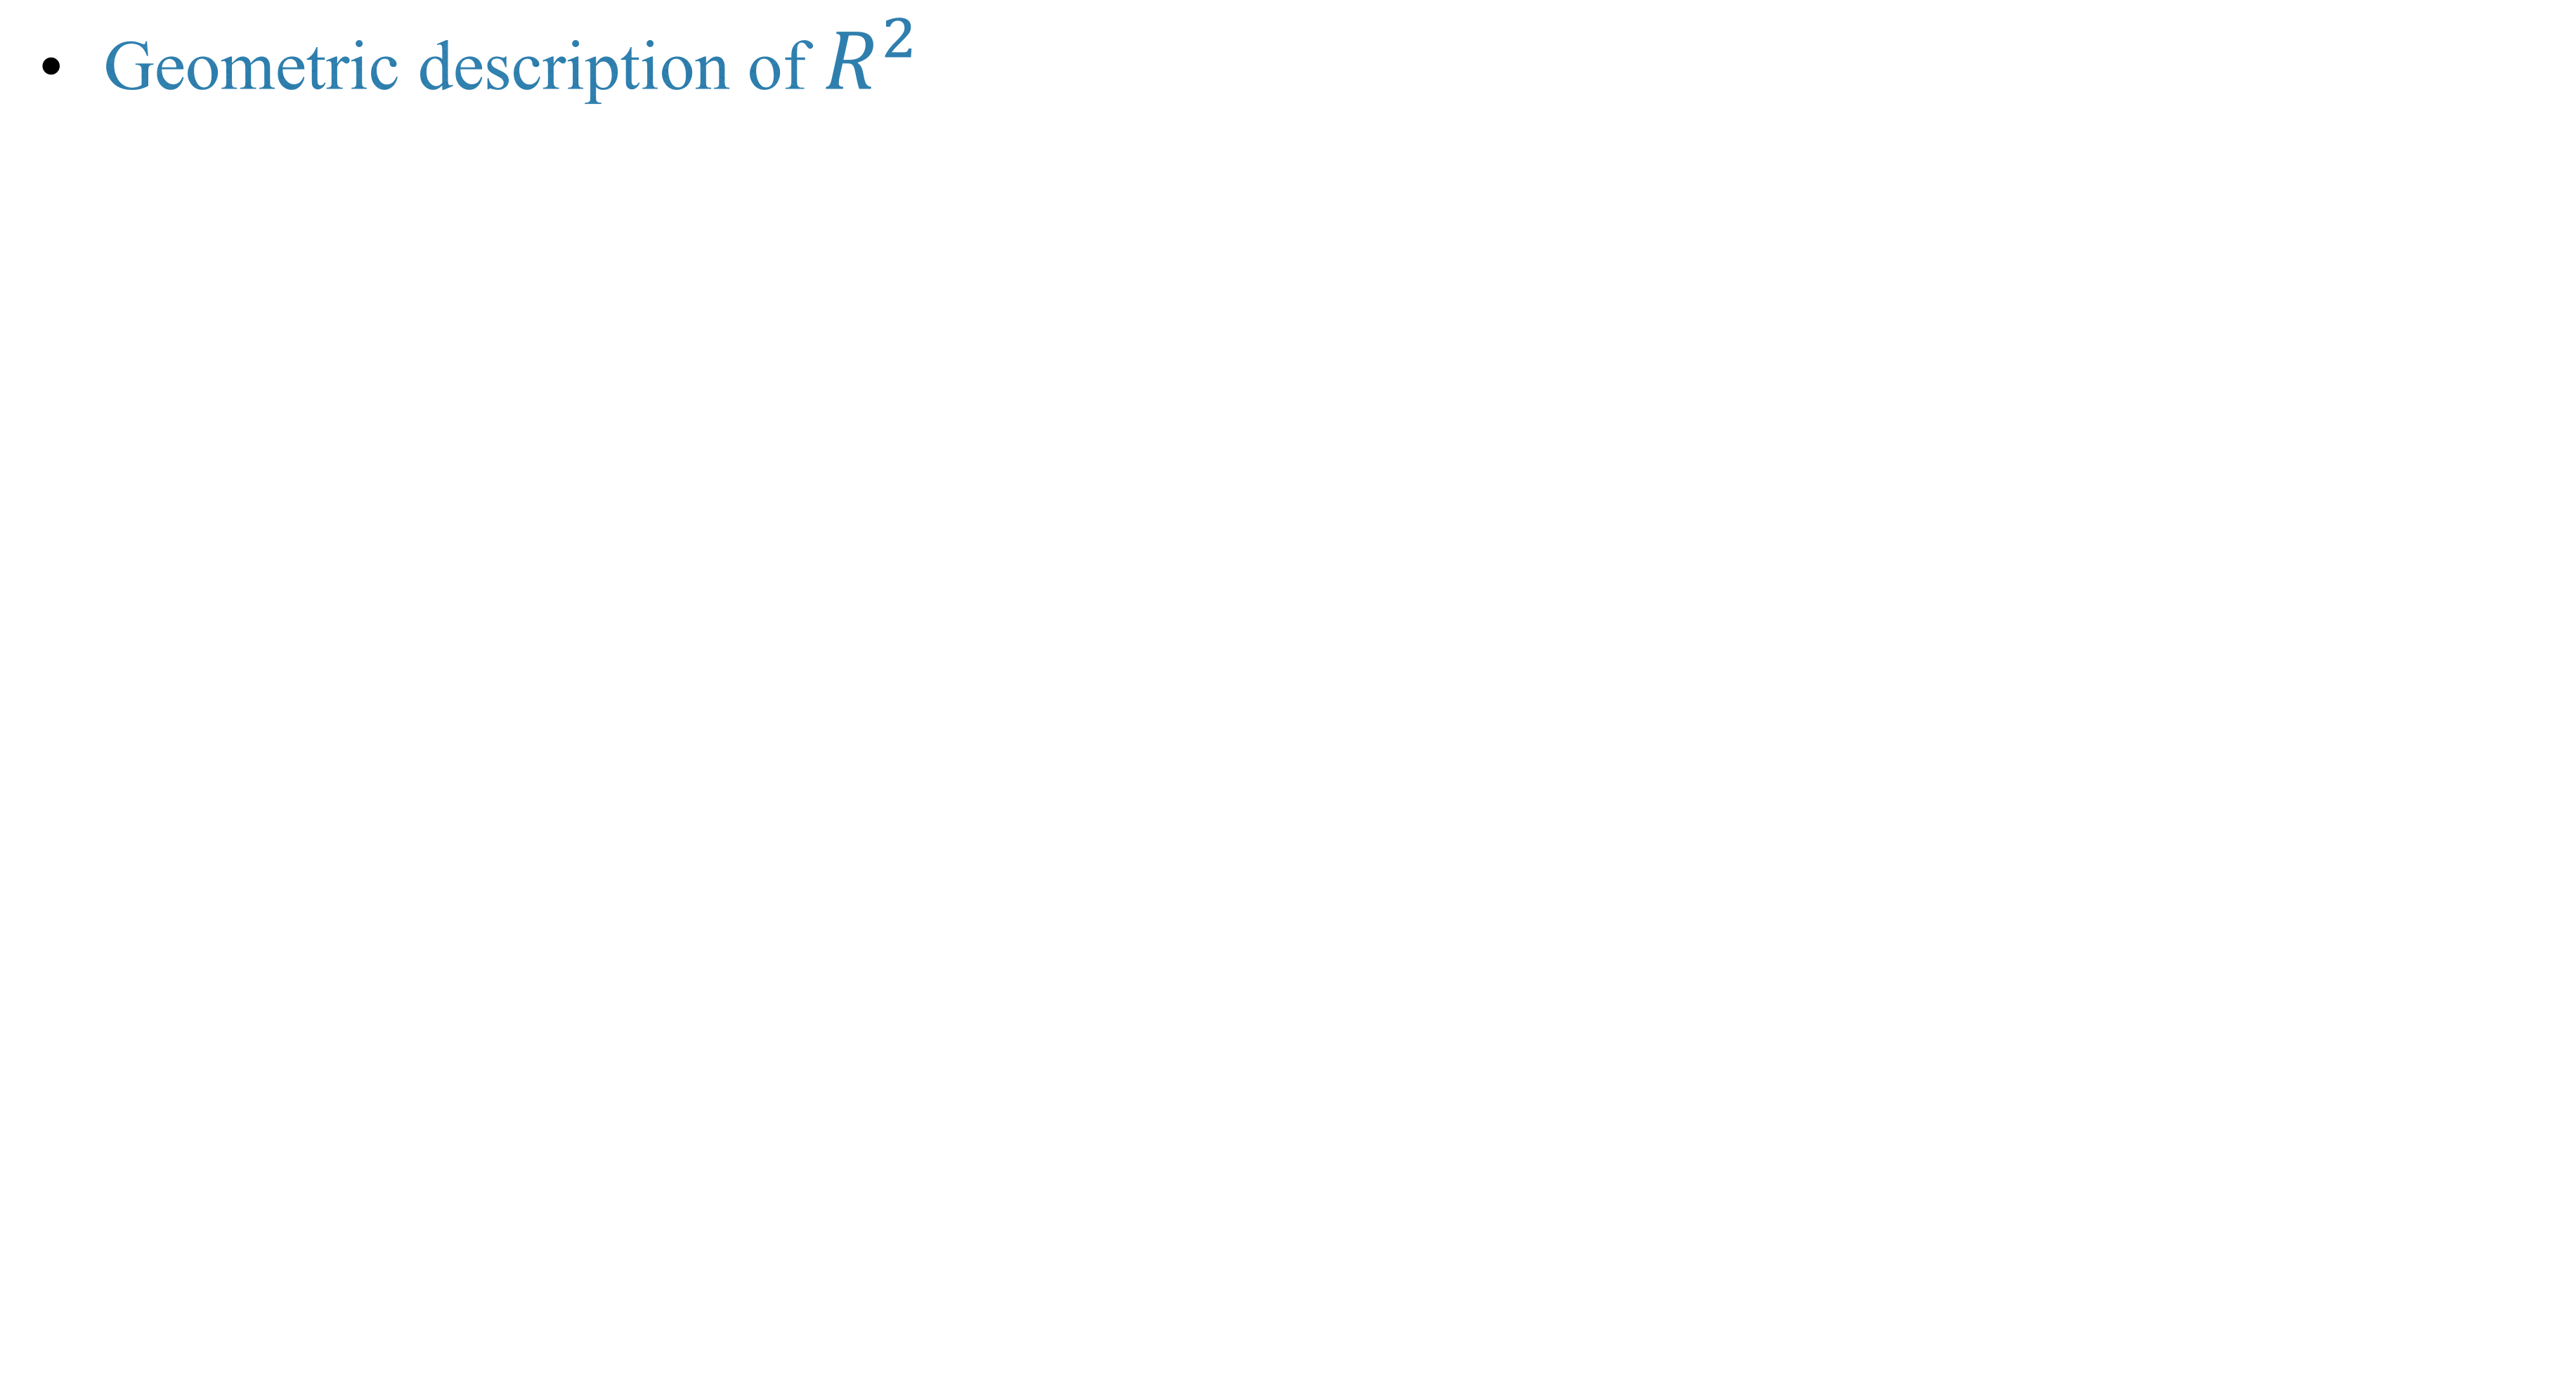 • Geometric description of 𝑅²